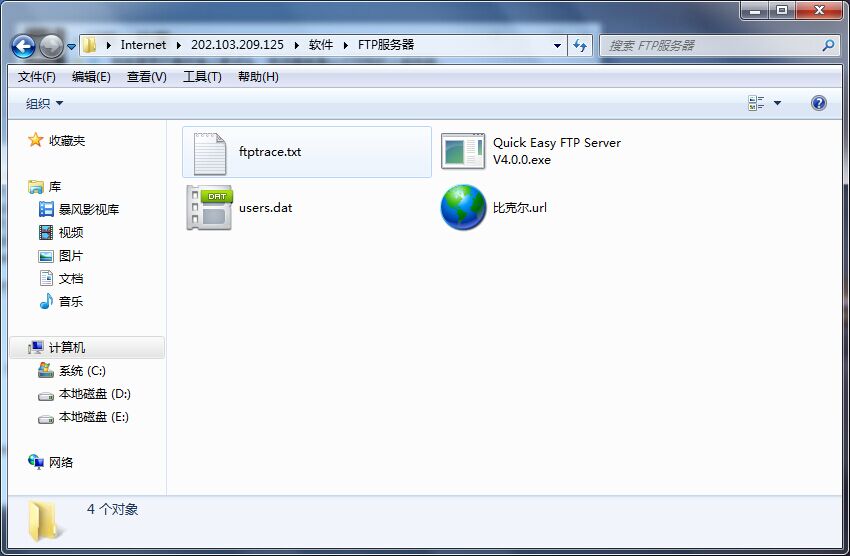 Internet 202.103.209.125 软件 FTP服务器
搜索 FTP服务器
文件(F) 编辑(E) 查看(V) 工具(T) 帮助(H)
组织
收藏夹
库
暴风影视库
视频
图片
文档
音乐
计算机
系统 (C:)
本地磁盘 (D:)
本地磁盘 (E:)
网络
ftptrace.txt
Quick Easy FTP Server
V4.0.0.exe
DAT
users.dat
比克尔.url
4 个对象